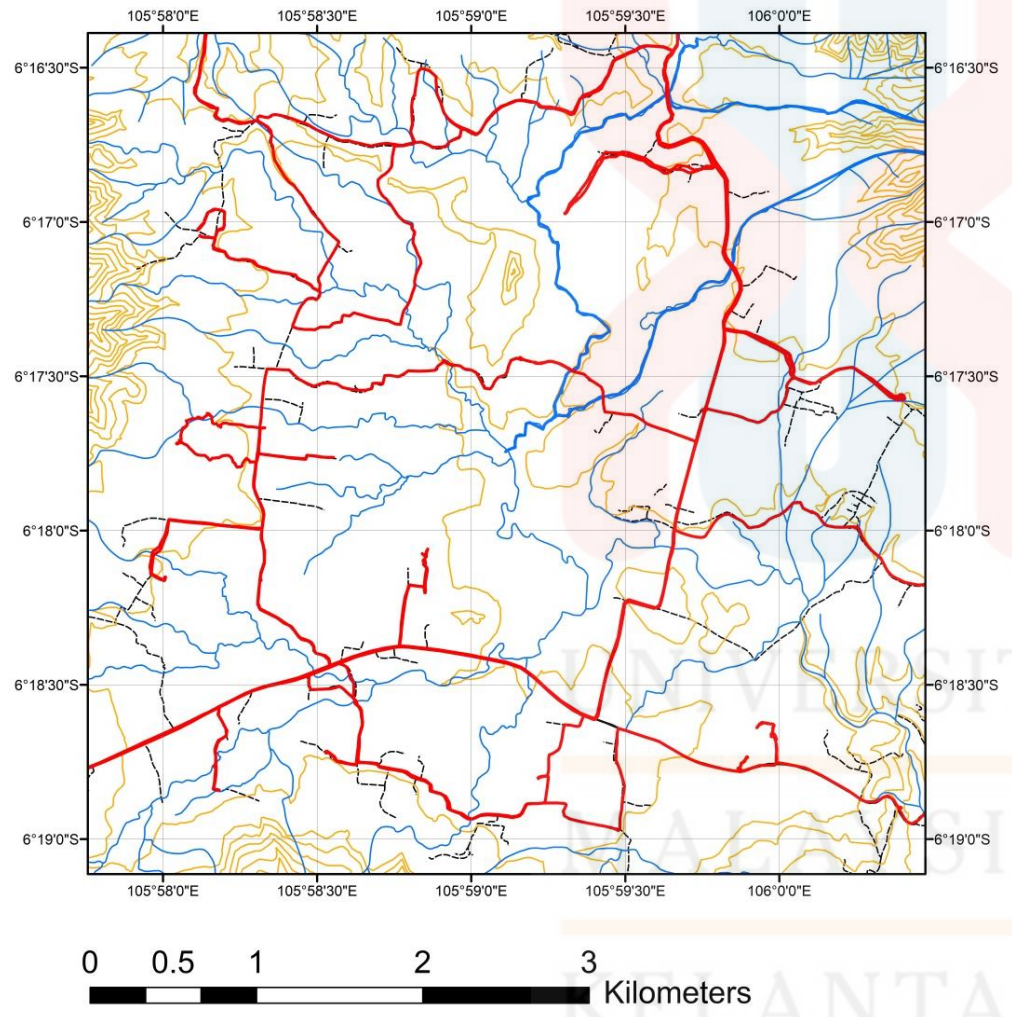 105°58'0"E 105°58'30"E 105°59'0"E 105°59'30"E 106°0'0"E
6°16'30"S 6°16'30"S
6°17'0"S 6°17'0"S
6°17'30"S 6°17'30"S
6°18'0"S 6°18'0"S
UNIVERSIT
6°18'30"S 6°18'30"S
MALAYSI
6°19'0"S 6°19'0"S
105°58'0"E 105°58'30"E 105°59'0"E 105°59'30"E 106°0'0"E
0 0.5 1 2 3
Kilometers
KELANTA